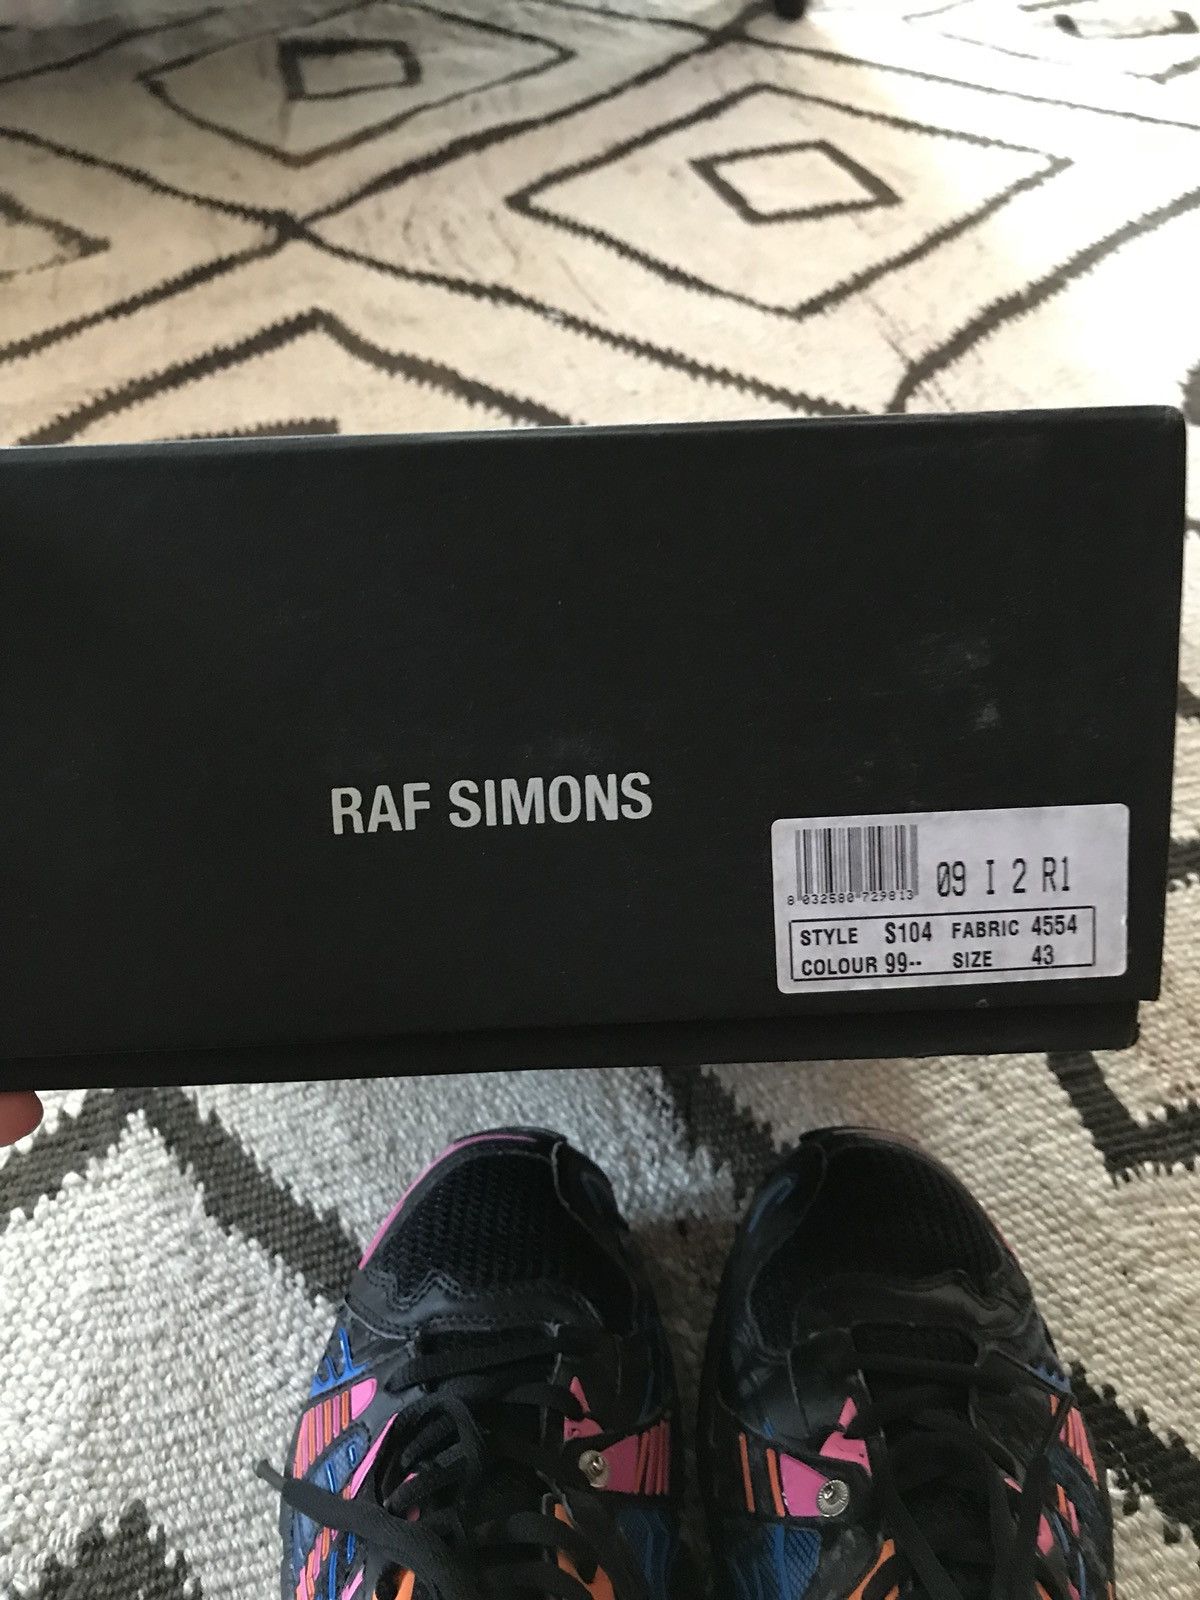 RAF SIMONS
09 I 2 R1
8 032580 729813
STYLE S104 FABRIC 4554
COLOUR 99-- SIZE 43